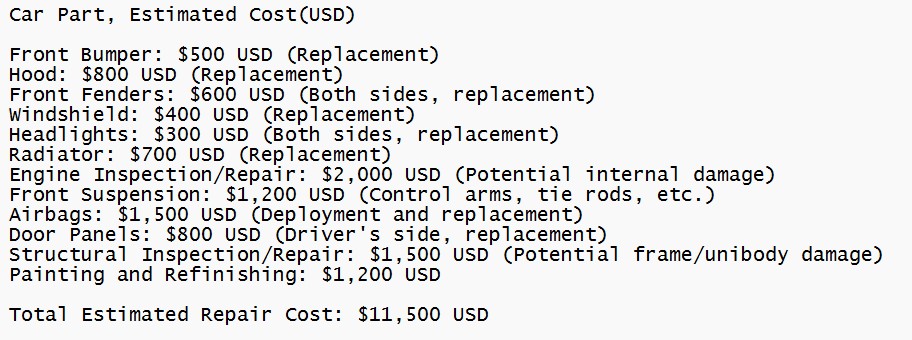 Car Part, Estimated Cost(USD)
Front Bumper: $500 USD (Replacement)
Hood: $800 USD (Replacement)
Front Fenders: $600 USD (Both sides, replacement)
Windshield: $400 USD (Replacement)
Headlights: $300 USD (Both sides, replacement)
Radiator: $700 USD (Replacement)
Engine Inspection/Repair: $2,000 USD (Potential internal damage)
Front Suspension: $1,200 USD (Control arms, tie rods, etc.)
Airbags: $1,500 USD (Deployment and replacement)
Door Panels: $800 USD (Driver's side, replacement)
Structural Inspection/Repair: $1,500 USD (Potential frame/unibody damage)
Painting and Refinishing: $1,200 USD
Total Estimated Repair Cost: $11,500 USD